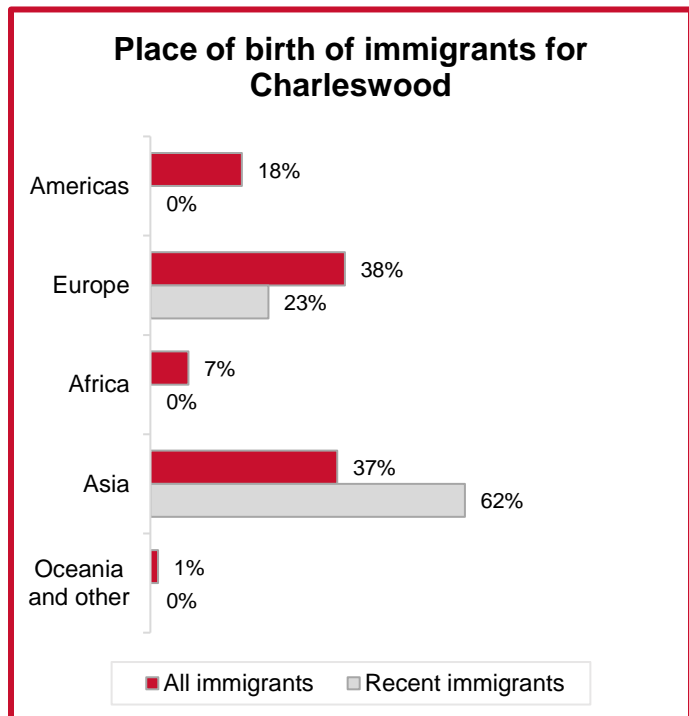 Place of birth of immigrants for
Charleswood
Americas
18%
0%
Europe
38%
23%
Africa
7%
0%
Asia
37%
62%
Oceania
and other
1%
0%
All immigrants
Recent immigrants